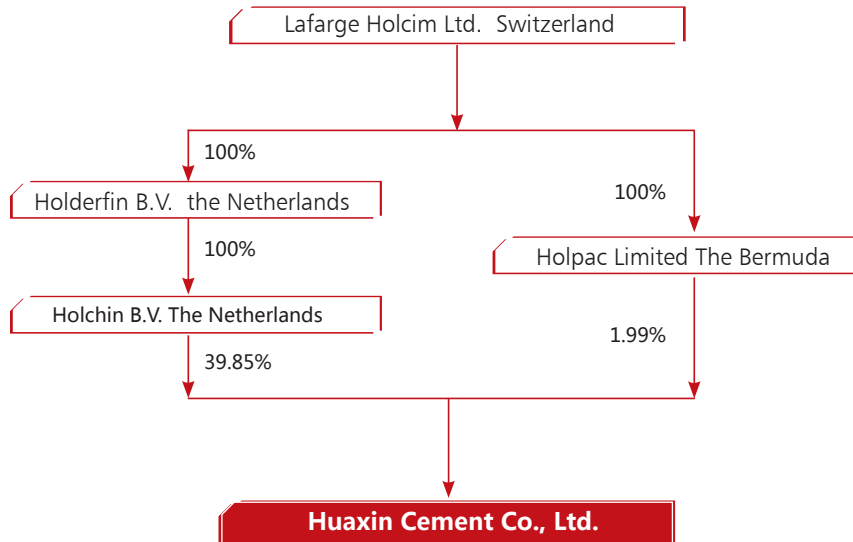 Lafarge Holcim Ltd. Switzerland
100%
Holderfin B.V. the Netherlands
100%
100%
Holpac Limited The Bermuda
Holchin B.V. The Netherlands
39.85%
1.99%
Huaxin Cement Co., Ltd.